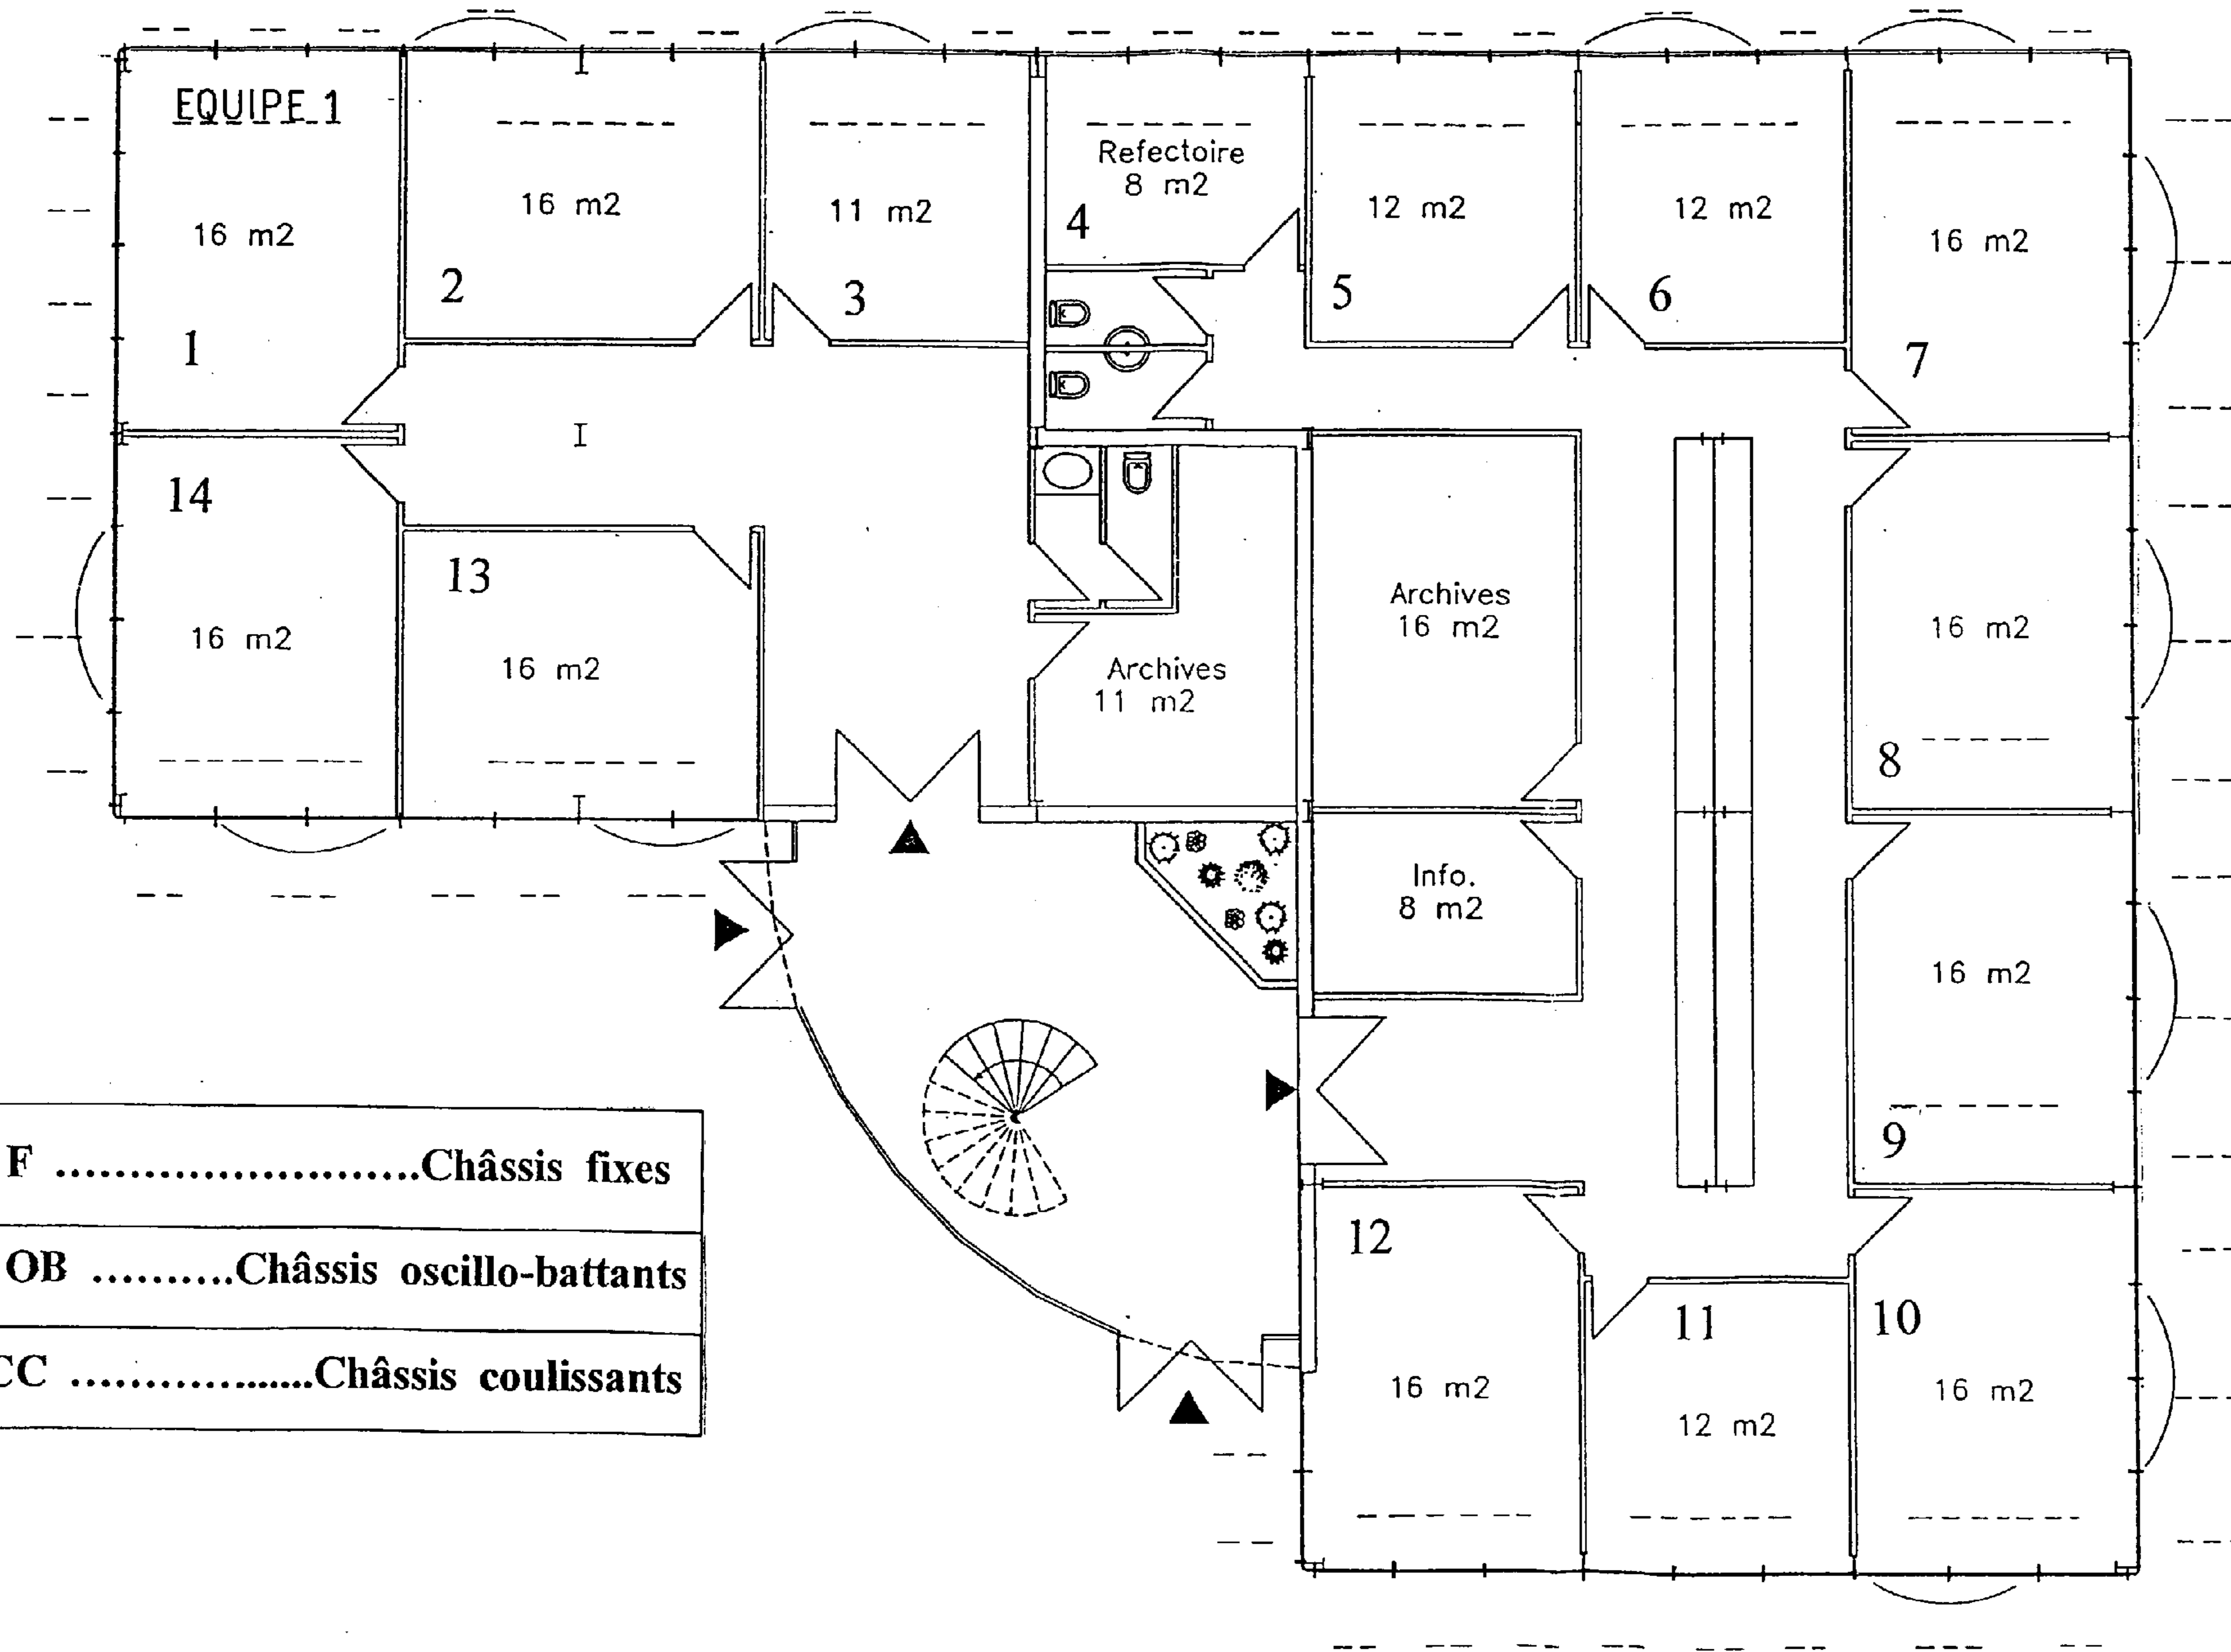 EQUIPE 1
16 m2
1
16 m2
2
11 m2
3
Refectoire
8 m2
4
12 m2
5
12 m2
6
16 m2
7
14
16 m2
13
16 m2
Archives
11 m2
Archives
16 m2
16 m2
8
Info.
8 m2
16 m2
9
12
16 m2
11
12 m2
10
16 m2
F .........................Châssis fixes
OB ..........Châssis oscillo-battants
CC ...................Châssis coulissants